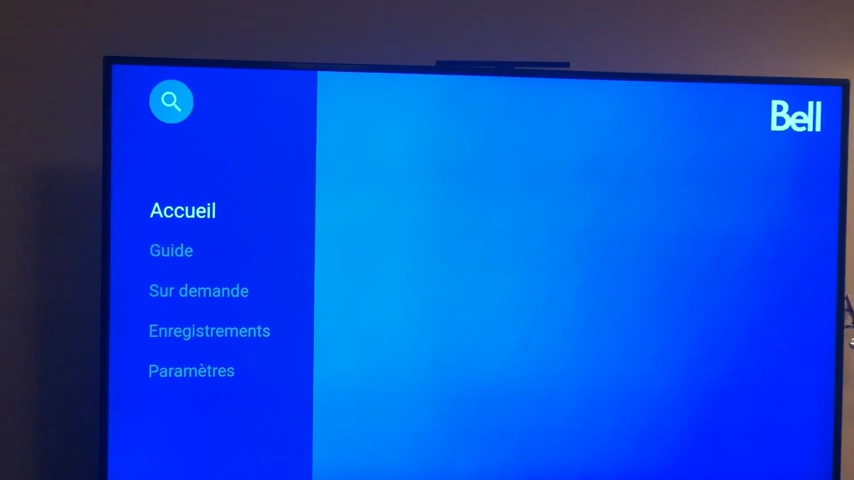 Bell
Accueil
Guide
Sur demande
Enregistrements
Paramètres